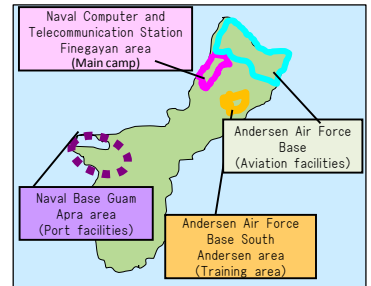 Naval Computer and
Telecommunication Station
Finegayan area
(Main camp)
Andersen Air Force
Base
(Aviation facilities)
Naval Base Guam
Apra area
(Port facilities)
Andersen Air Force
Base South
Andersen area
(Training area)